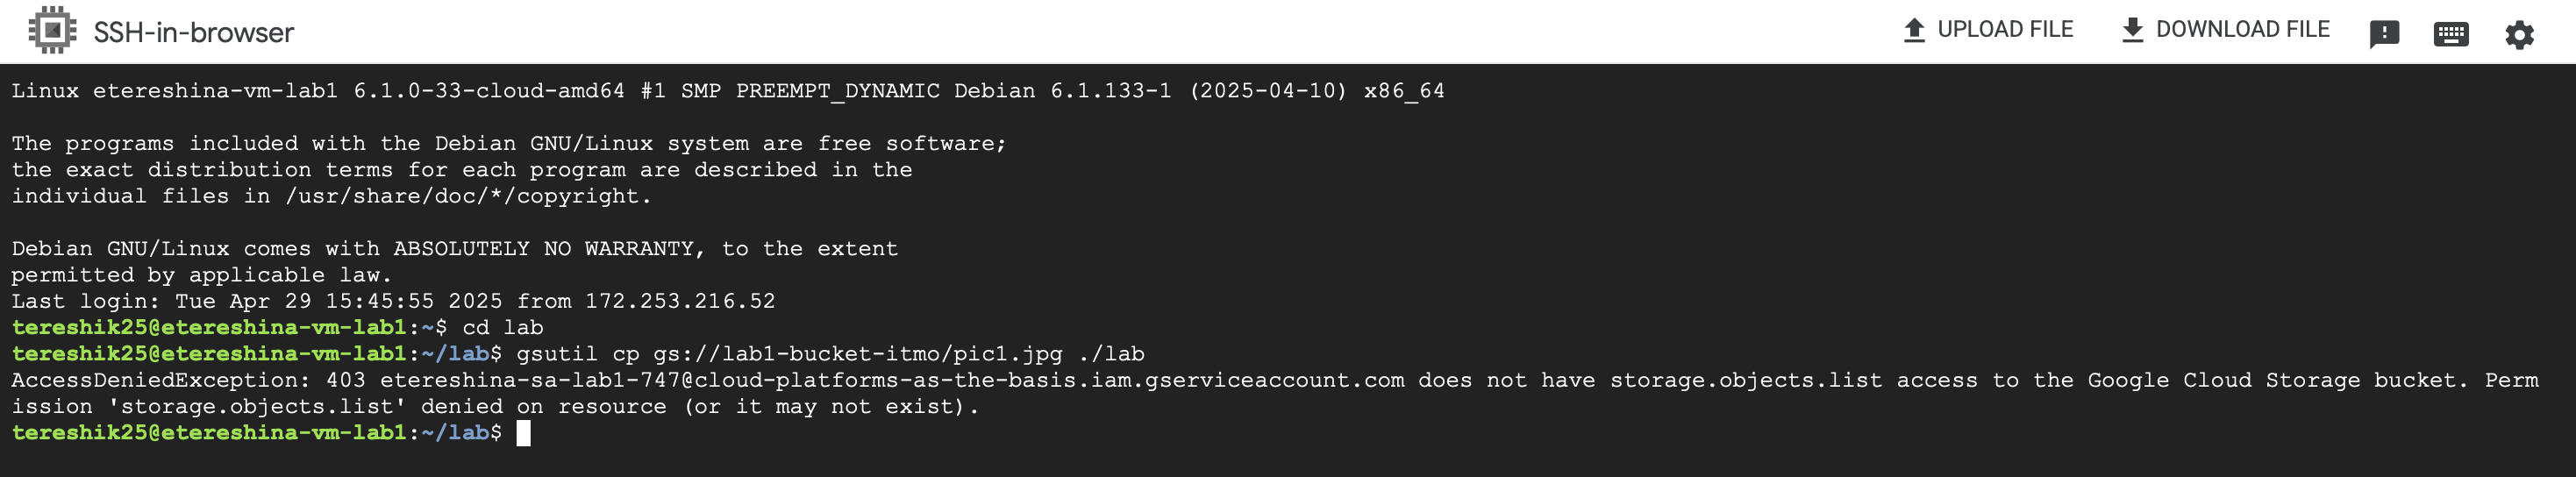 SSH-in-browser
UPLOAD FILE
DOWNLOAD FILE
Linux etereshina-vm-lab1 6.1.0-33-cloud-amd64 #1 SMP PREEMPT_DYNAMIC Debian 6.1.133-1 (2025-04-10) x86_64
The programs included with the Debian GNU/Linux system are free software;
the exact distribution terms for each program are described in the
individual files in /usr/share/doc/*/copyright.
Debian GNU/Linux comes with ABSOLUTELY NO WARRANTY, to the extent
permitted by applicable law.
Last login: Tue Apr 29 15:45:55 2025 from 172.253.216.52
tereshik25@etereshina-vm-lab1:~$ cd lab
tereshik25@etereshina-vm-lab1:~/lab$ gsutil cp gs://lab1-bucket-itmo/pic1.jpg ./lab
AccessDeniedException: 403 etereshina-sa-lab1-747@cloud-platforms-as-the-basis.iam.gserviceaccount.com does not have storage.objects.list access to the Google Cloud Storage bucket. Perm
ission 'storage.objects.list' denied on resource (or it may not exist).
tereshik25@etereshina-vm-lab1:~/lab$